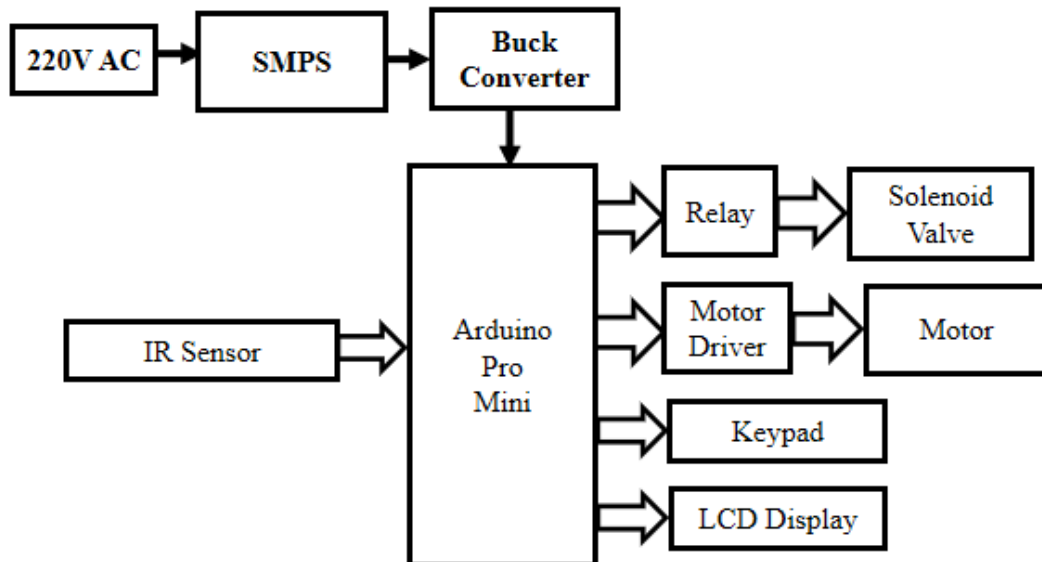 220V AC
SMPS
Buck
Converter
Relay
Solenoid
Valve
IR Sensor
Arduino
Pro
Mini
Motor
Driver
Motor
Keypad
LCD Display